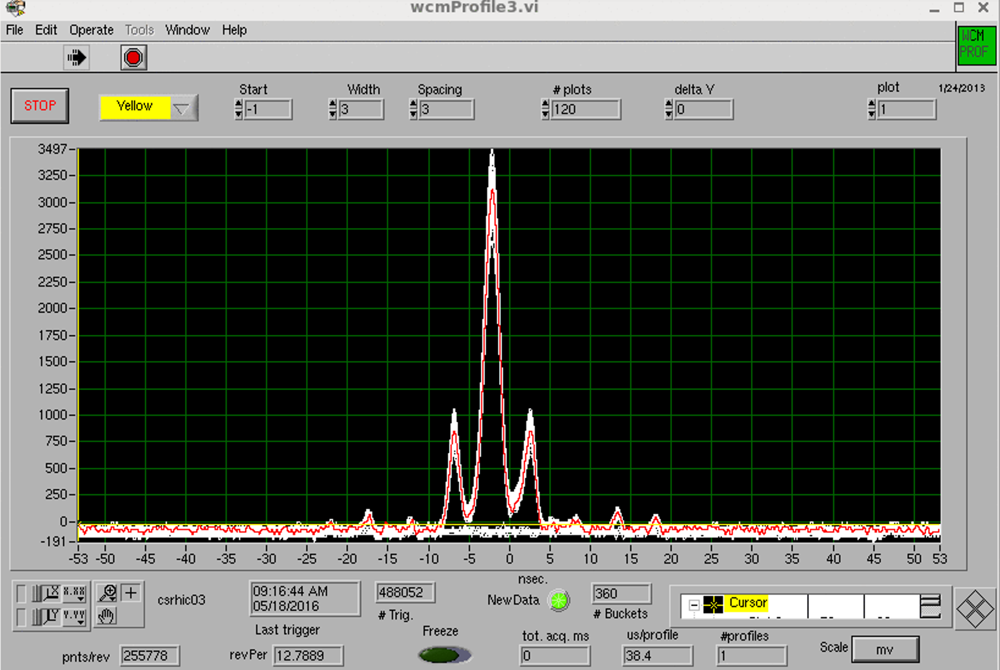 wcmProfile3.vi
File Edit Operate Tools Window Help
WCM
PROF
Start Width Spacing # plots delta V plot 1/24/2013
STOP Yellow -1 3 3 120 0 1
3497
3250
3000
2750
2500
2250
2000
1750
1500
1250
1000
750
500
250
0
-191
-53 -50 -45 -40 -35 -30 -25 -20 -15 -10 -5 0 5 10 15 20 25 30 35 40 45 50 53
nsec.
X 8.88
Y Y.YY
csrhic03
09:16:44 AM
05/18/2016
Last trigger
488052
# Trig.
New Data
360
# Buckets
Cursor
Freeze
tot. acq. ms us/profile #profiles
pnts/rev 255778 revPer 12.7889 0 38.4 1 Scale mv